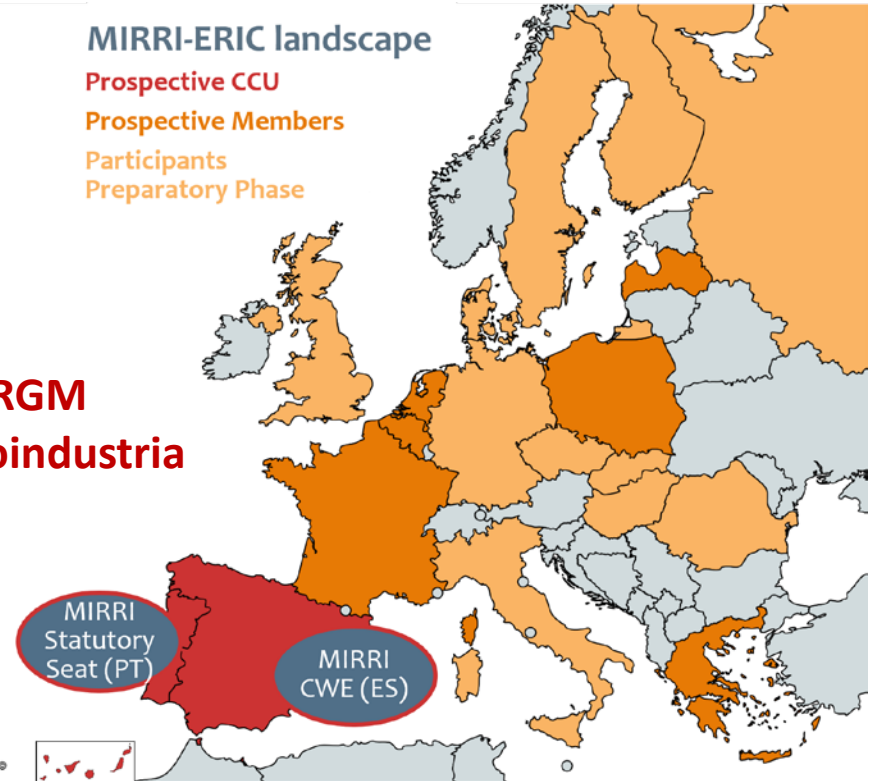 MIRRI-ERIC landscape
Prospective CCU
Prospective Members
Participants
Preparatory Phase
RGM
oindustria
MIRRI
Statutory
Seat (PT)
MIRRI
CWE (ES)